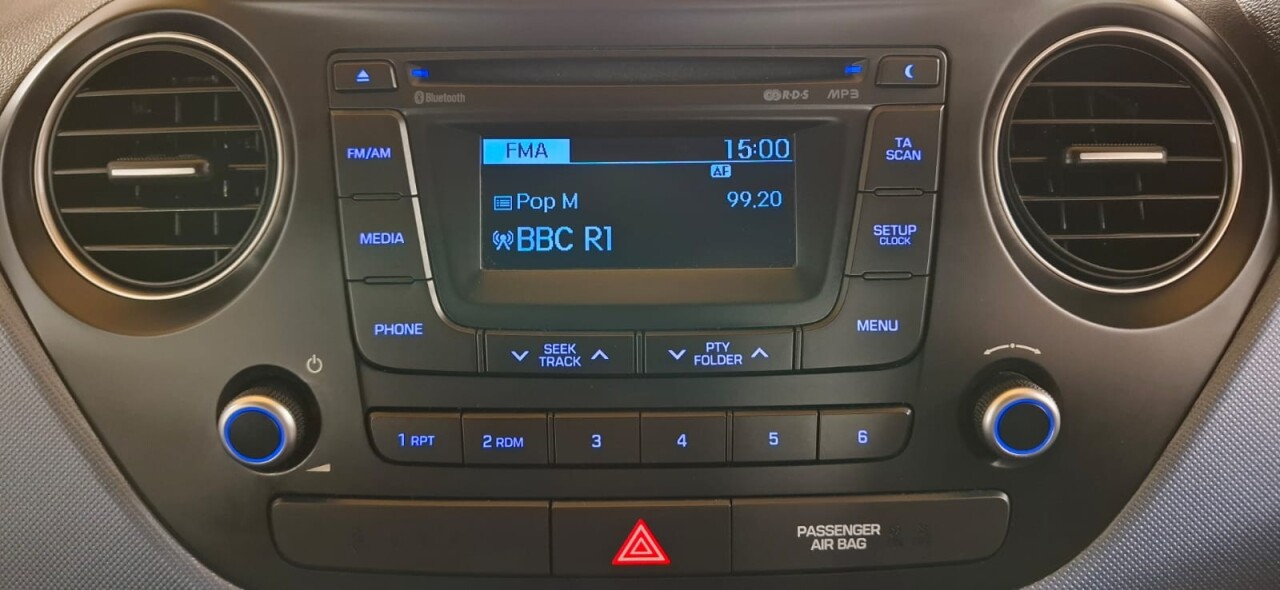 Bluetooth
R·D·S
MP3
FM/AM
FMA
15:00
TA
SCAN
AF
Pop M
99.20
MEDIA
BBC R1
SETUP
CLOCK
PHONE
SEEK
TRACK
PTY
FOLDER
MENU
1 RPT
2 RDM
3
4
5
6
PASSENGER
AIR BAG